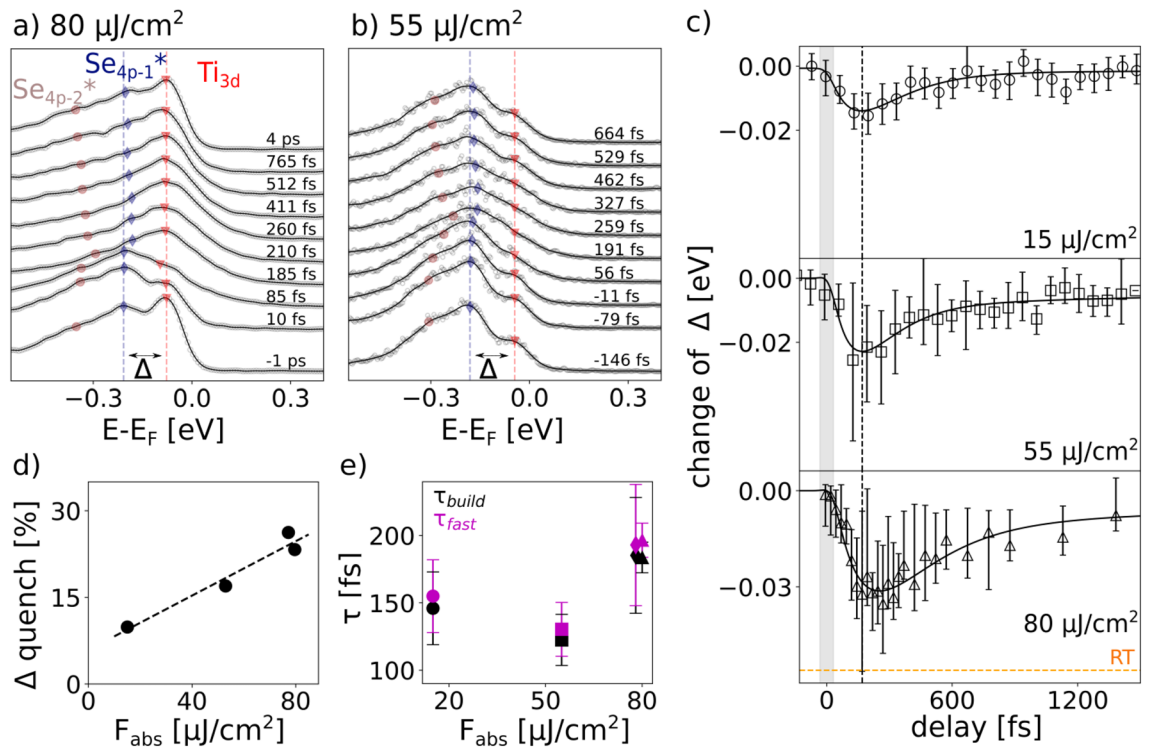 a) 80 μJ/cm²
Se4p-1*
Se4p-2*
Ti3d
4 ps
765 fs
512 fs
411 fs
260 fs
210 fs
185 fs
85 fs
10 fs
-1 ps
Δ
−0.3 0.0 0.3
E-EF [eV]
b) 55 μJ/cm²
664 fs
529 fs
462 fs
327 fs
259 fs
191 fs
56 fs
-11 fs
-79 fs
-146 fs
Δ
−0.3 0.0 0.3
E-EF [eV]
c)
change of Δ [eV]
0.00
−0.02
15 μJ/cm²
0.00
−0.02
55 μJ/cm²
0.00
−0.03
80 μJ/cm²
RT
0 600 1200
delay [fs]
d)
Δ quench [%]
30
15
0
0 40 80
Fabs [μJ/cm²]
e)
τbuild
τfast
τ [fs]
200
150
100
20 50 80
Fabs [μJ/cm²]